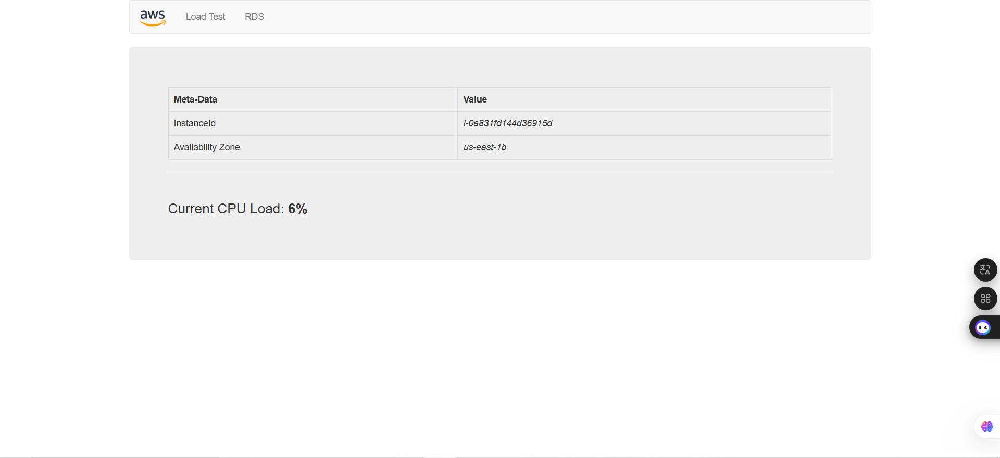 aws Load Test RDS
Meta-Data Value
InstanceId i-0a831fd144d36915d
Availability Zone us-east-1b
Current CPU Load: 6%